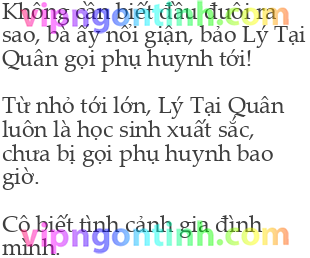 Không cần biết đầu đuôi ra
sao, bà ấy nổi giận, bảo Lý Tại
Quân gọi phụ huynh tới!
Từ nhỏ tới lớn, Lý Tại Quân
luôn là học sinh xuất sắc,
chưa bị gọi phụ huynh bao
giờ.
Cô biết tình cảnh gia đình
mình.
vipngontinh.com
vipngontinh.com